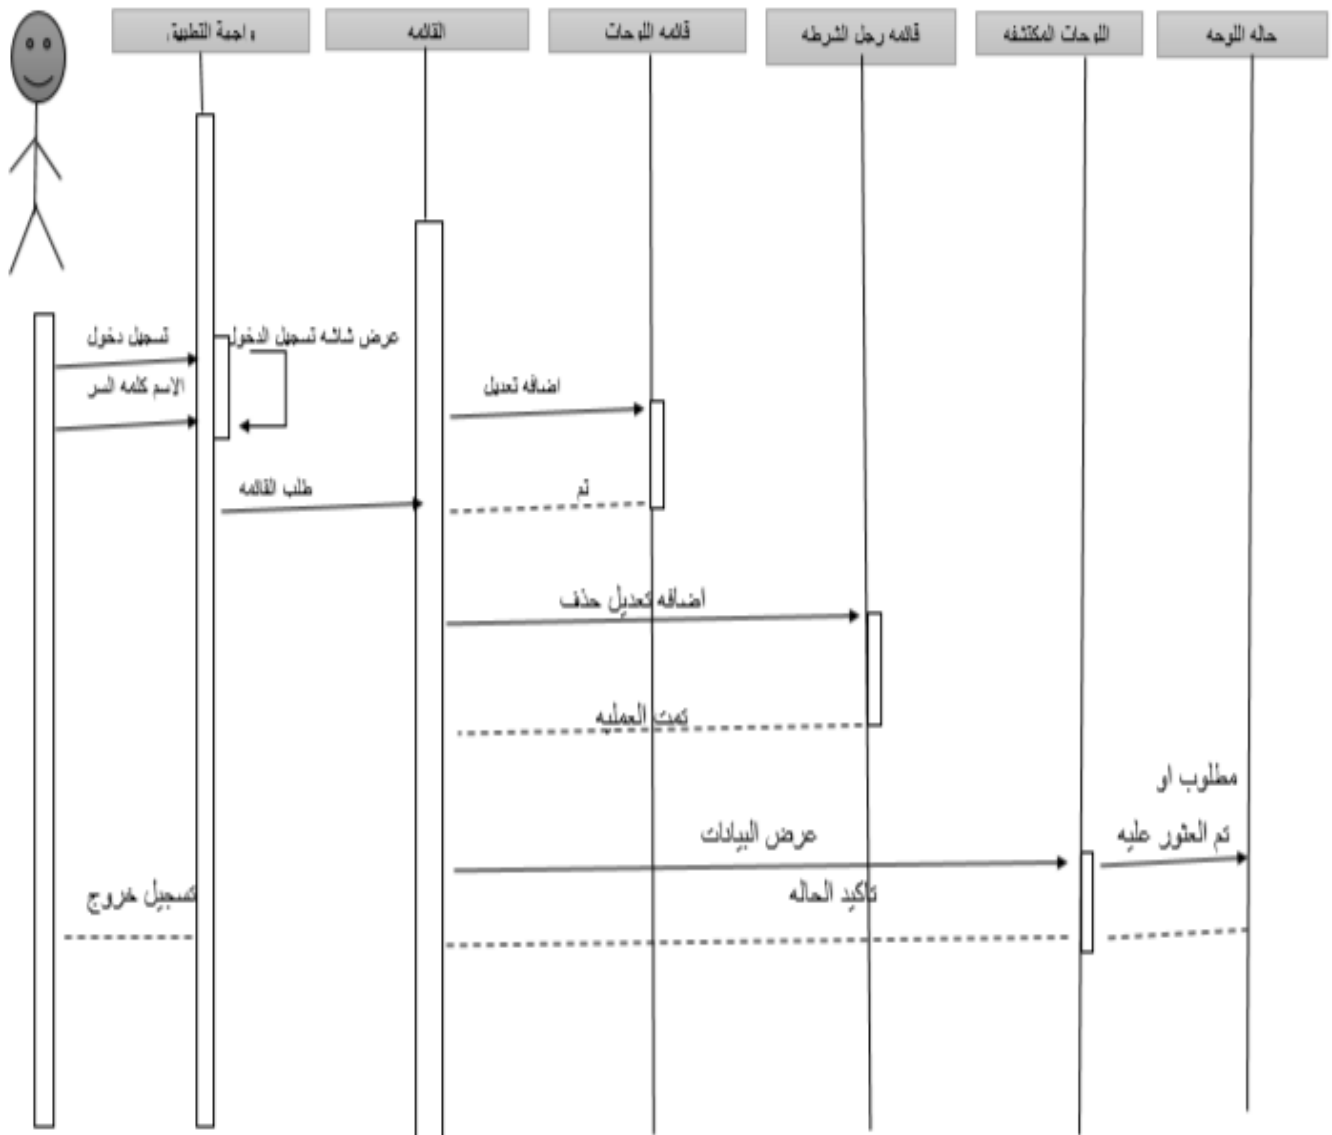 واجهة التطبيق
القائمه
قائمه اللوحات
قائمه رجل الشرطه
اللوحات المكتشفه
حاله اللوحه
تسجيل دخول
عرض شاشه تسجيل الدخول
الاسم كلمه السر
اضافه تعديل
طلب القائمه
تم
اضافه تعديل حذف
تمت العمليه
مطلوب او
تم العثور عليه
عرض البيانات
تاكيد الحاله
تسجيل خروج